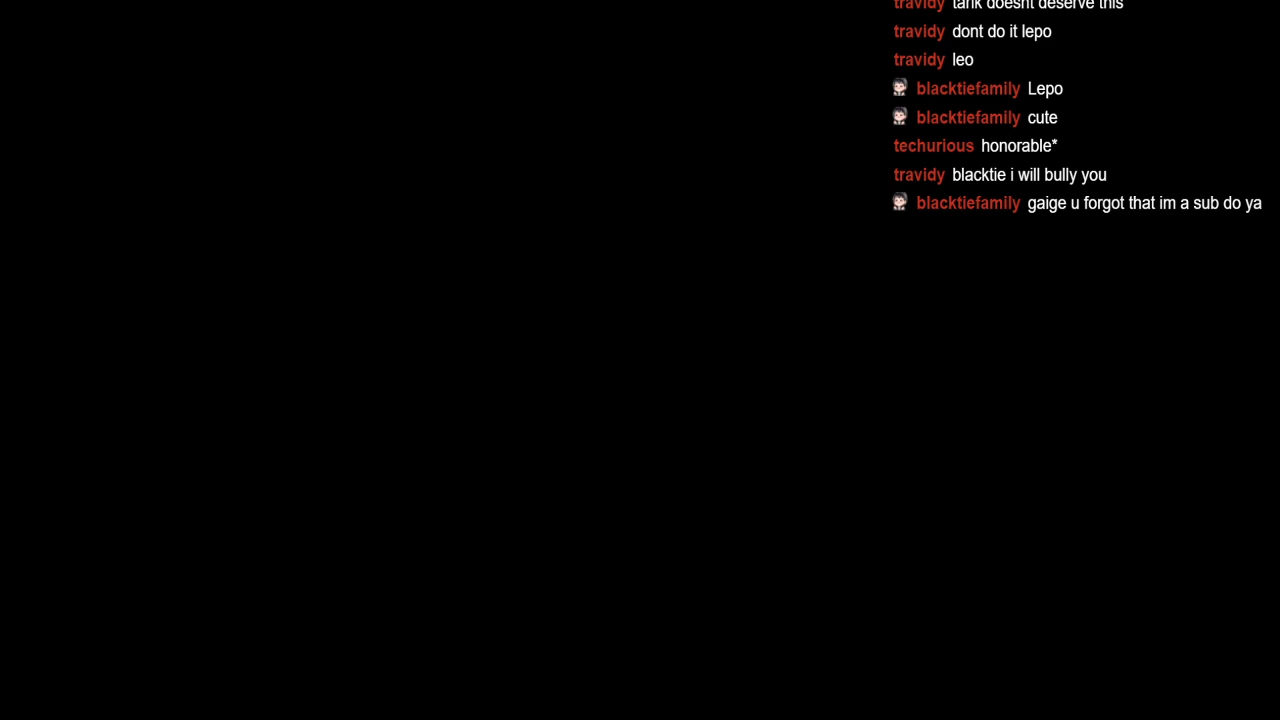 travidy tank doesnt deserve this
travidy dont do it lepo
travidy leo
blacktiefamily Lepo
blacktiefamily cute
techurious honorable*
travidy blacktie i will bully you
blacktiefamily gaige u forgot that im a sub do ya